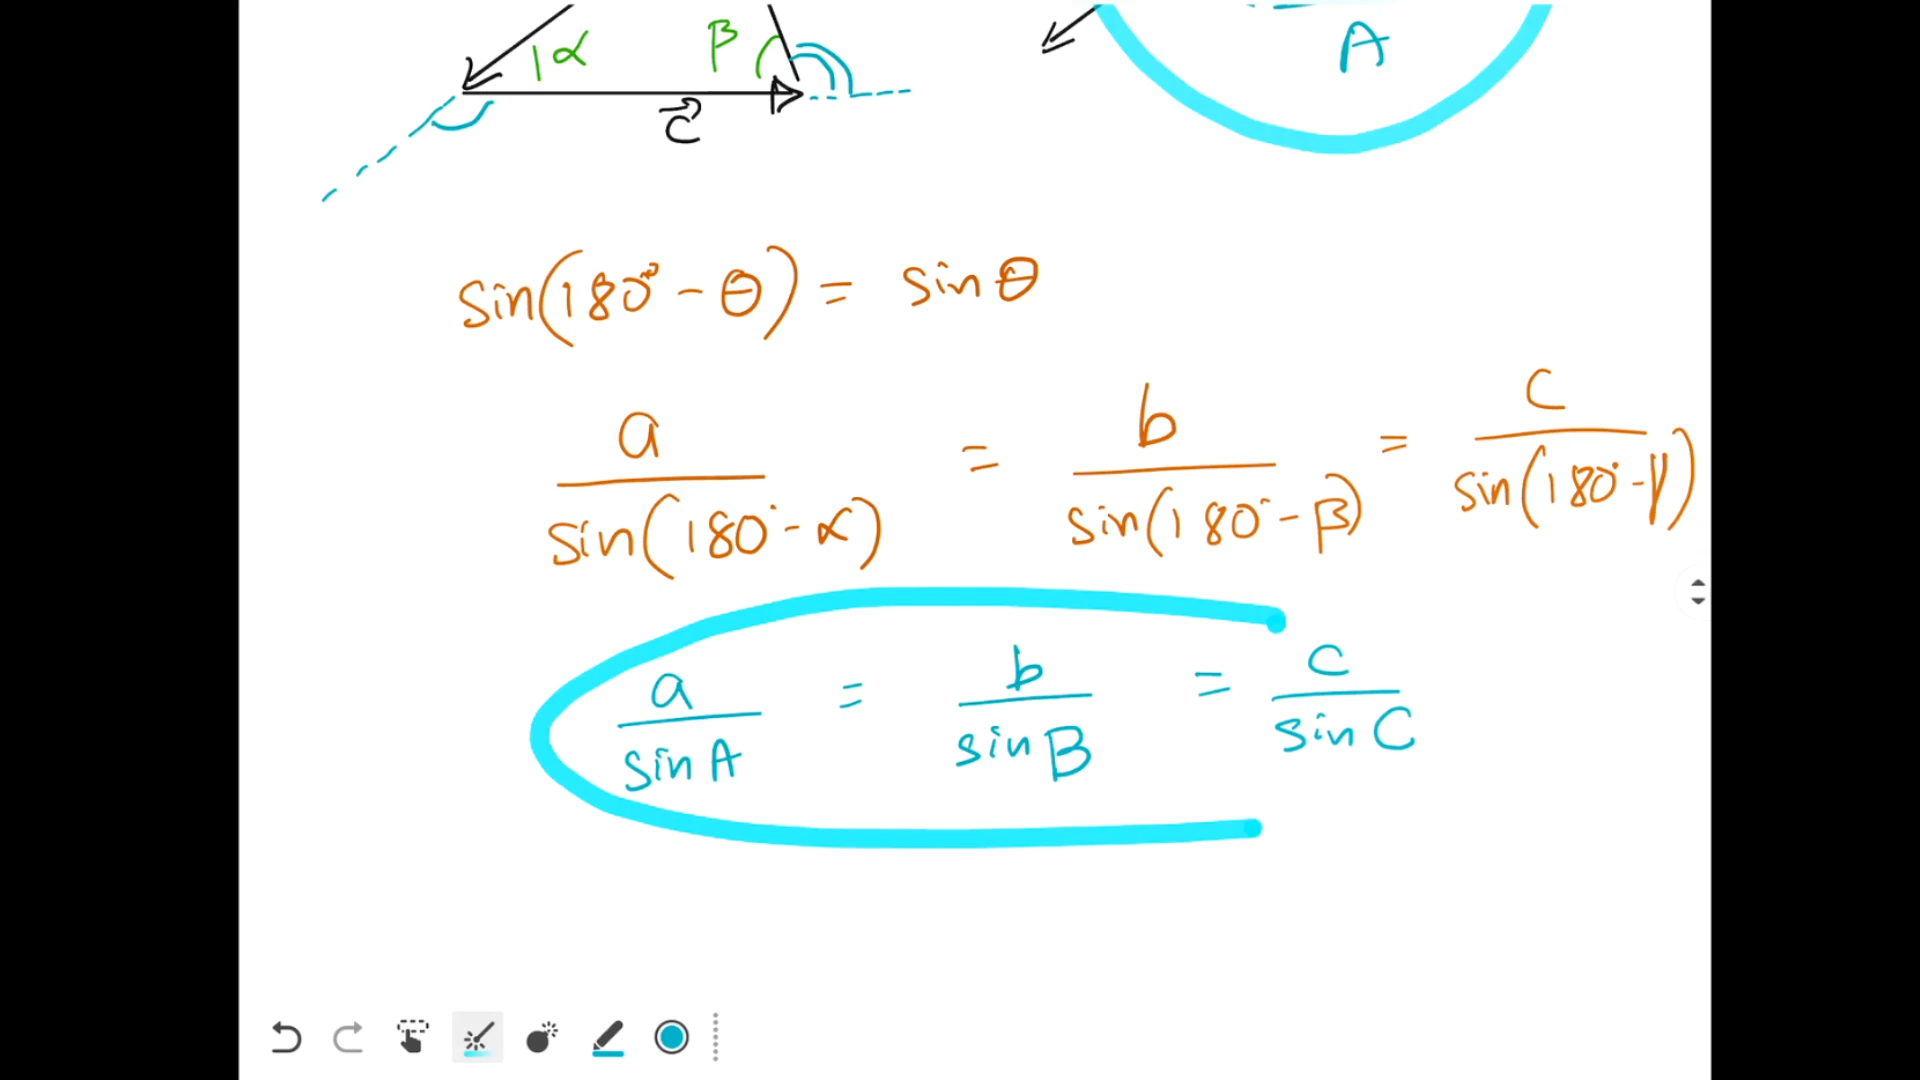 α β A
c⃗
sin(180° - θ) = sin θ
a/sin(180° - α) = b/sin(180° - β) = c/sin(180° - γ)
a/sin A = b/sin B = c/sin C